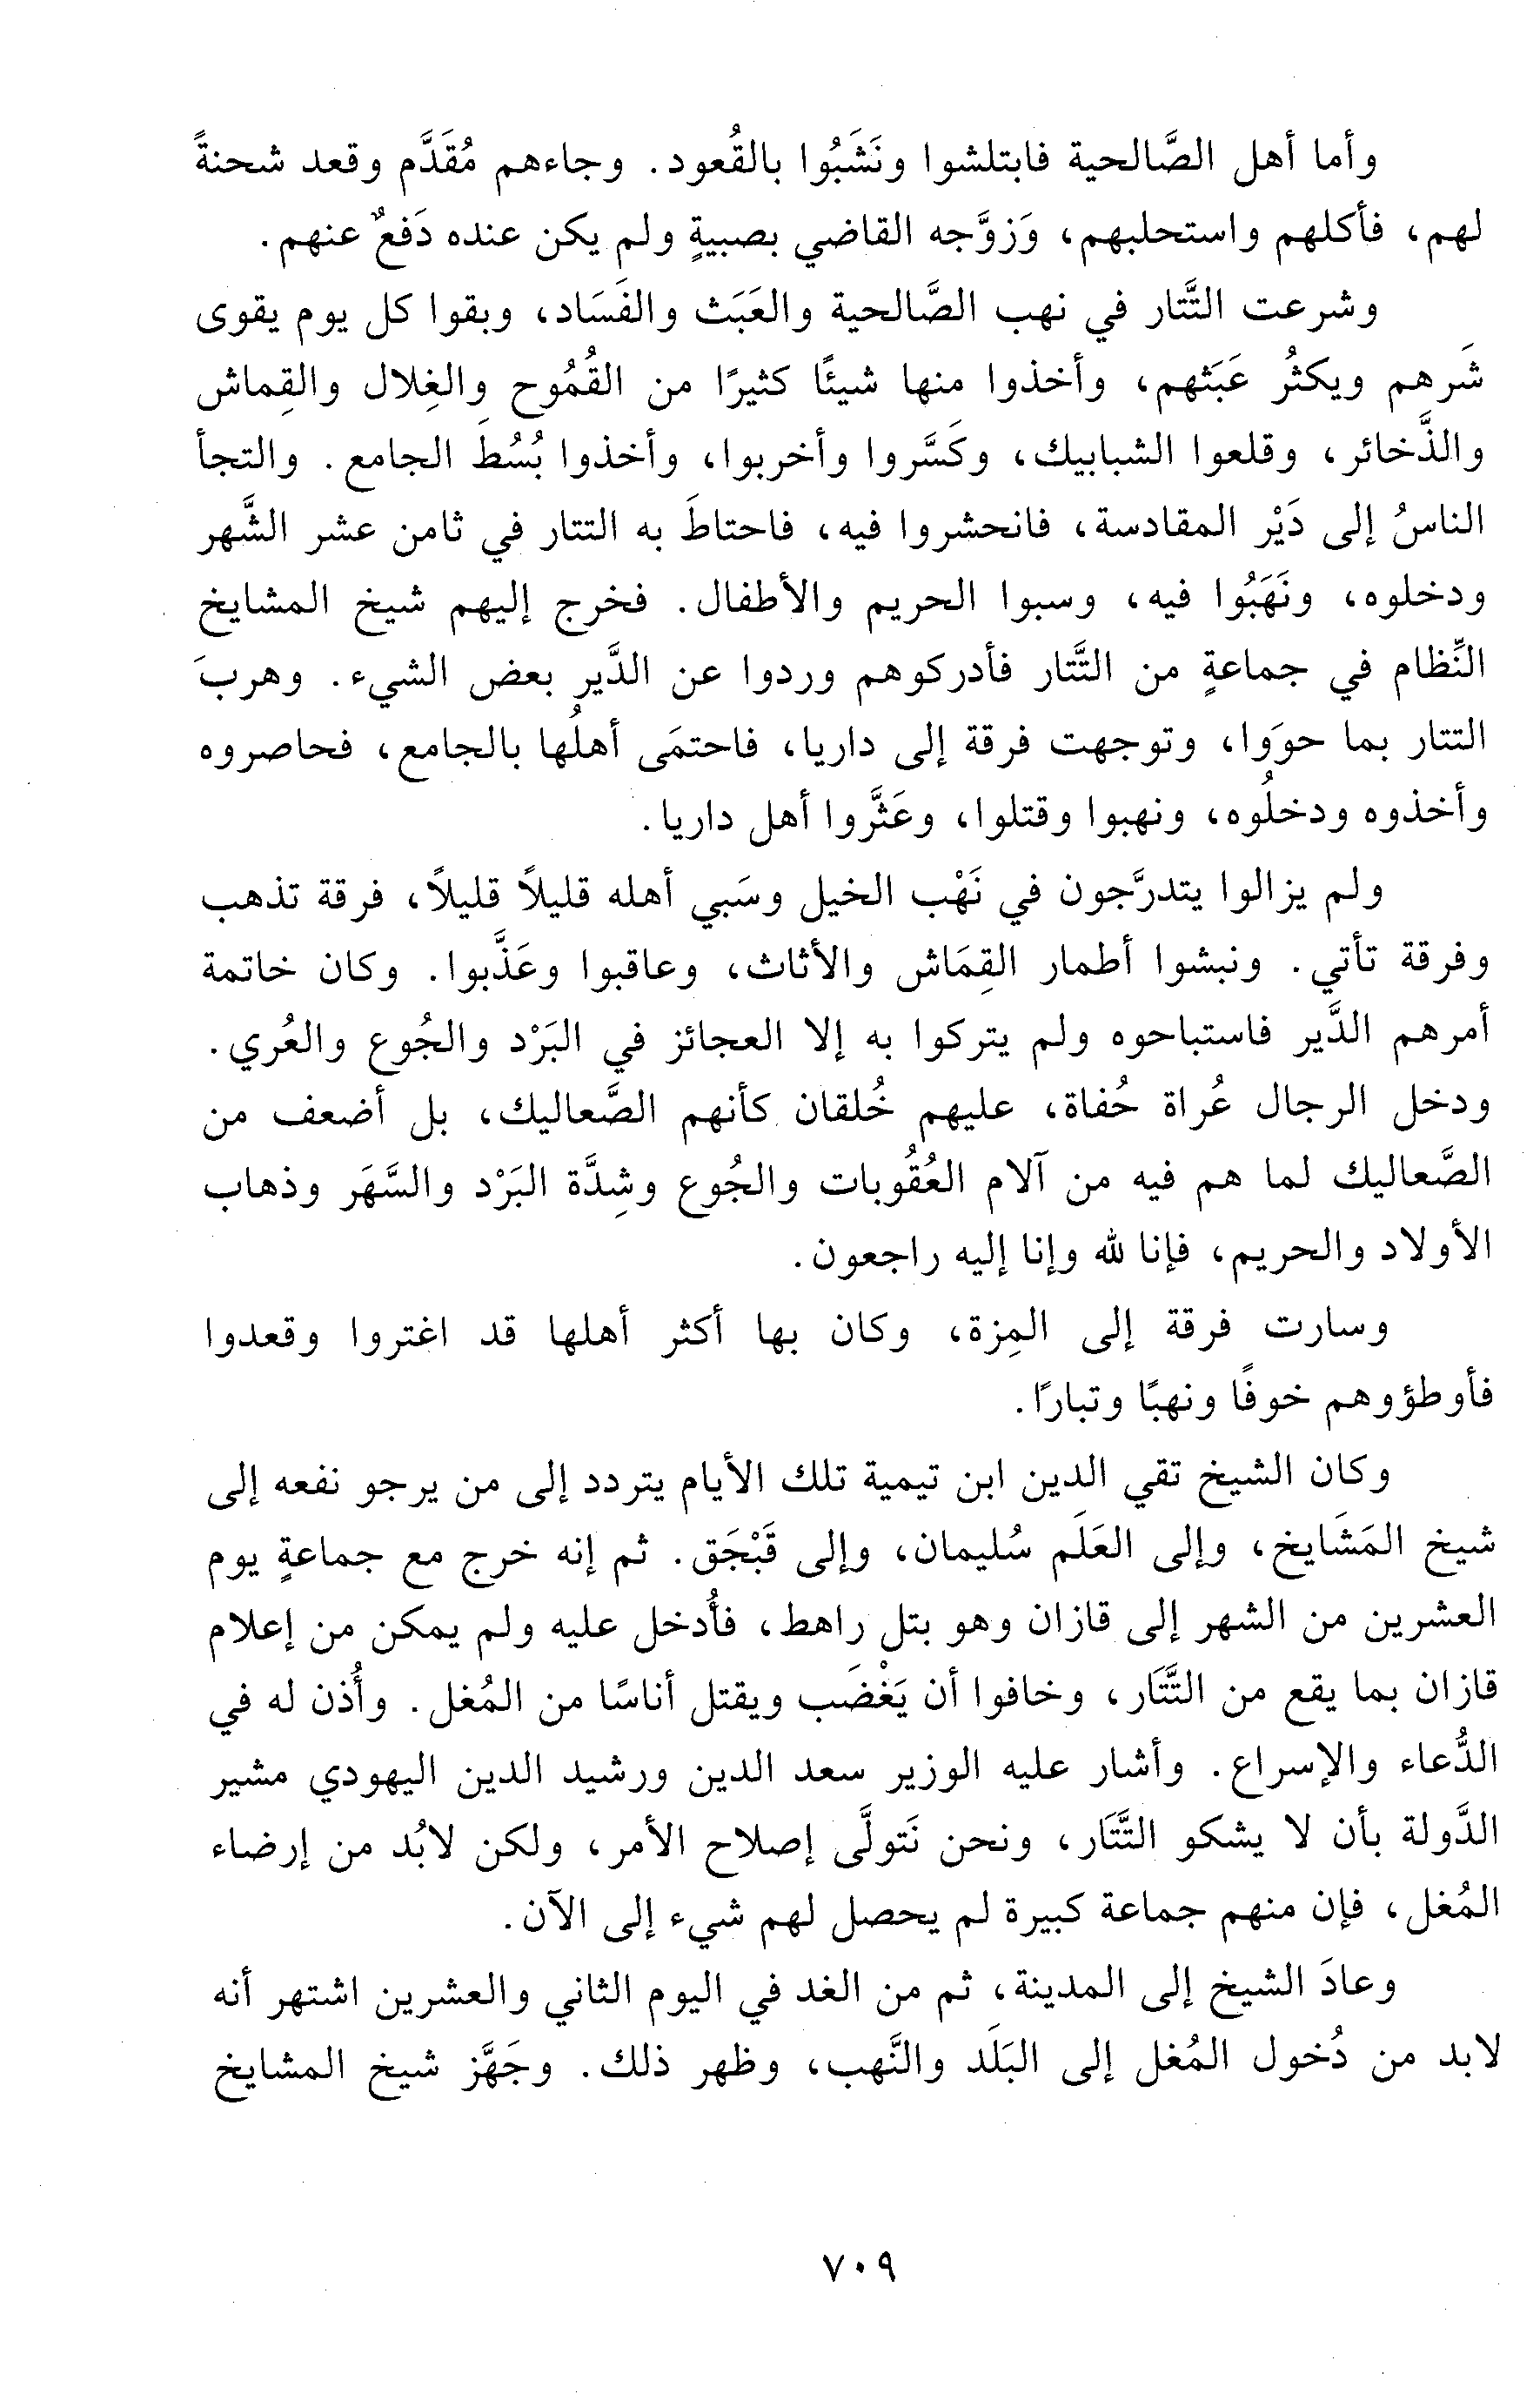 وأما أهل الصَّالحية فابتلشوا ونَشَبُوا بالقُعود. وجاءهم مُقَدَّم وقعد شحنةً
لهم، فأكلهم واستحلبهم، وَزوَّجه القاضي بصبيةٍ ولم يكن عنده دَفعٌ عنهم.
وشرعت التَّتار في نهب الصَّالحية والعَبَث والفَسَاد، وبقوا كل يوم يقوى
شَرهم ويكثُر عَبَثهم، وأخذوا منها شيئًا كثيرًا من القُمُوح والغِلال والقِماش
والذَّخائر، وقلعوا الشبابيك، وكَسَّروا وأخربوا، وأخذوا بُسُطَ الجامع. والتجأ
الناسُ إلى دَيْر المقادسة، فانحشروا فيه، فاحتاطَ به التتار في ثامن عشر الشَّهر
ودخلوه، ونَهَبُوا فيه، وسبوا الحريم والأطفال. فخرج إليهم شيخ المشايخ
النِّظام في جماعةٍ من التَّتار فأدركوهم وردوا عن الدَّير بعض الشيء. وهربَ
التتار بما حوَوا، وتوجهت فرقة إلى داريا، فاحتمَى أهلُها بالجامع، فحاصروه
وأخذوه ودخلُوه، ونهبوا وقتلوا، وعَثَّروا أهل داريا.
ولم يزالوا يتدرَّجون في نَهْب الخيل وسَبي أهله قليلاً قليلاً، فرقة تذهب
وفرقة تأتي. ونبشوا أطمار القِمَاش والأثاث، وعاقبوا وعَذَّبوا. وكان خاتمة
أمرهم الدَّير فاستباحوه ولم يتركوا به إلا العجائز في البَرْد والجُوع والعُري.
ودخل الرجال عُراة حُفاة، عليهم خُلقان كأنهم الصَّعاليك، بل أضعف من
الصَّعاليك لما هم فيه من آلام العُقُوبات والجُوع وشِدَّة البَرْد والسَّهَر وذهاب
الأولاد والحريم، فإنا لله وإنا إليه راجعون.
وسارت فرقة إلى المِزة، وكان بها أكثر أهلها قد اغتروا وقعدوا
فأوطؤوهم خوفًا ونهبًا وتبارًا.
وكان الشيخ تقي الدين ابن تيمية تلك الأيام يتردد إلى من يرجو نفعه إلى
شيخ المَشَايخ، وإلى العَلَم سُليمان، وإلى قَبْجَق. ثم إنه خرج مع جماعةٍ يوم
العشرين من الشهر إلى قازان وهو بتل راهط، فأُدخل عليه ولم يمكن من إعلام
قازان بما يقع من التَّتَار، وخافوا أن يَغْضَب ويقتل أناسًا من المُغل. وأُذن له في
الدُّعاء والإسراع. وأشار عليه الوزير سعد الدين ورشيد الدين اليهودي مشير
الدَّولة بأن لا يشكو التَّتَار، ونحن نَتولَّى إصلاح الأمر، ولكن لابُد من إرضاء
المُغل، فإن منهم جماعة كبيرة لم يحصل لهم شيء إلى الآن.
وعادَ الشيخ إلى المدينة، ثم من الغد في اليوم الثاني والعشرين اشتهر أنه
لابد من دُخول المُغل إلى البَلَد والنَّهب، وظهر ذلك. وجَهَّز شيخ المشايخ
٧٠٩